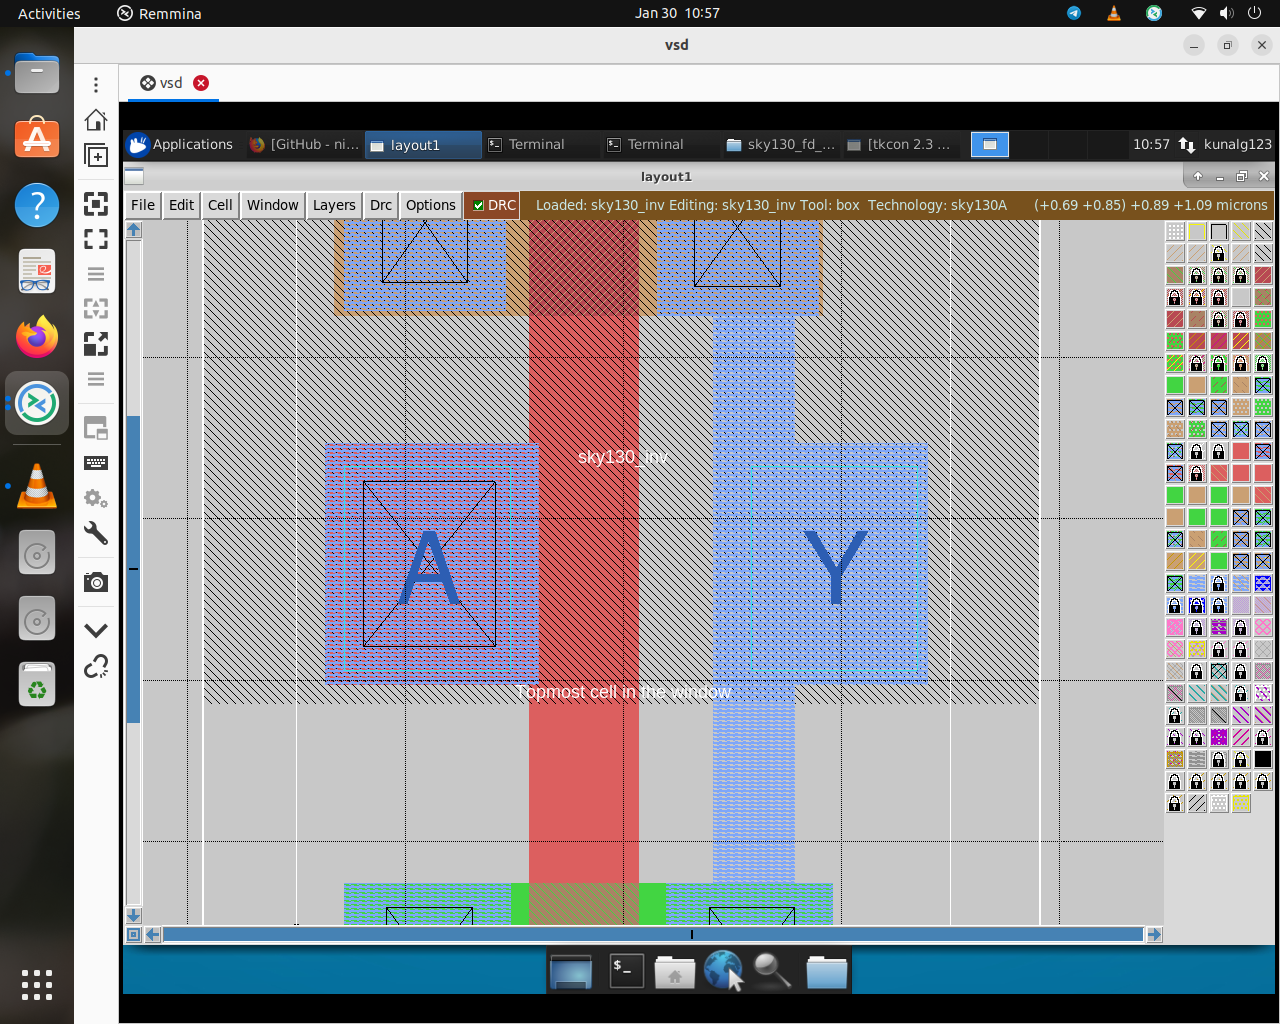 Activities
Remmina
Jan 30 10:57
vsd
vsd
Applications
[GitHub - ni...
layout1
Terminal
Terminal
sky130_fd_...
[tkcon 2.3 ...
10:57
kunalg123
layout1
File
Edit
Cell
Window
Layers
Drc
Options
DRC
Loaded: sky130_inv Editing: sky130_inv Tool: box Technology: sky130A
(+0.69 +0.85) +0.89 +1.09 microns
sky130_inv
A
Y
Topmost cell in the window